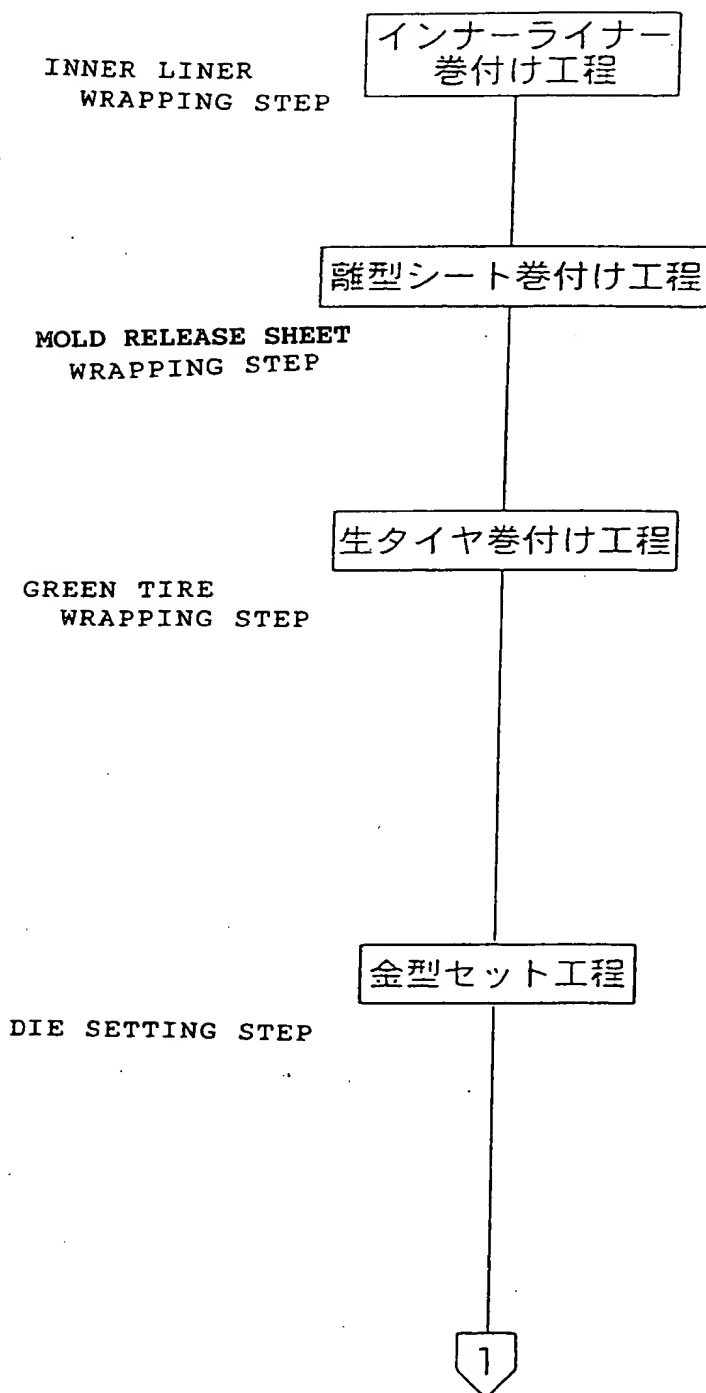 インナーライナー
巻付け工程
INNER LINER
WRAPPING STEP
離型シート巻付け工程
MOLD RELEASE SHEET
WRAPPING STEP
生タイヤ巻付け工程
GREEN TIRE
WRAPPING STEP
金型セット工程
DIE SETTING STEP
1